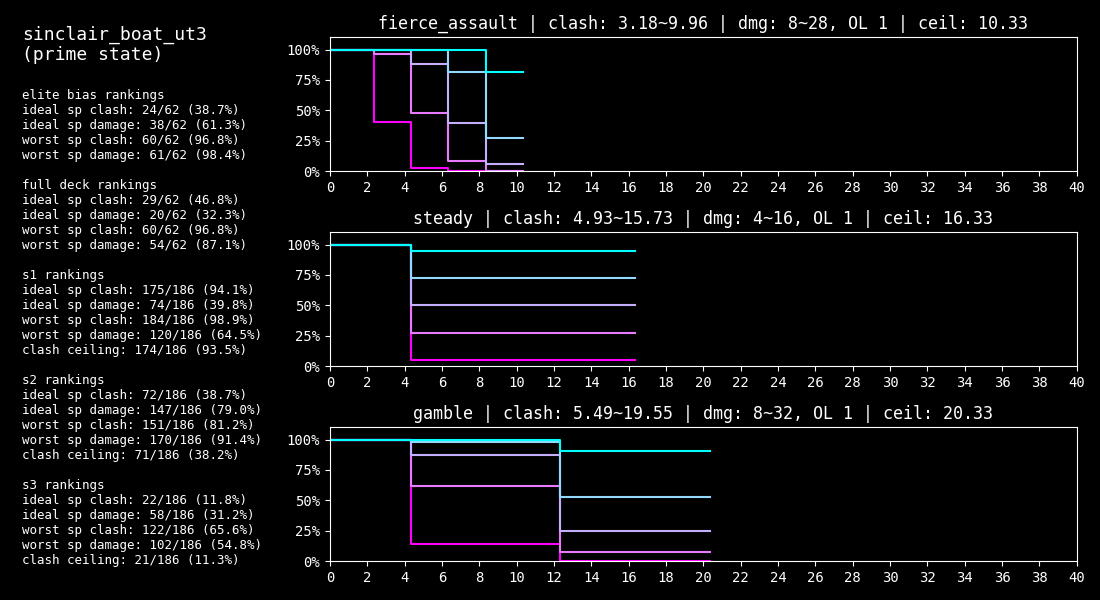 sinclair_boat_ut3
(prime state)
elite bias rankings
ideal sp clash: 24/62 (38.7%)
ideal sp damage: 38/62 (61.3%)
worst sp clash: 60/62 (96.8%)
worst sp damage: 61/62 (98.4%)
full deck rankings
ideal sp clash: 29/62 (46.8%)
ideal sp damage: 20/62 (32.3%)
worst sp clash: 60/62 (96.8%)
worst sp damage: 54/62 (87.1%)
s1 rankings
ideal sp clash: 175/186 (94.1%)
ideal sp damage: 74/186 (39.8%)
worst sp clash: 184/186 (98.9%)
worst sp damage: 120/186 (64.5%)
clash ceiling: 174/186 (93.5%)
s2 rankings
ideal sp clash: 72/186 (38.7%)
ideal sp damage: 147/186 (79.0%)
worst sp clash: 151/186 (81.2%)
worst sp damage: 170/186 (91.4%)
clash ceiling: 71/186 (38.2%)
s3 rankings
ideal sp clash: 22/186 (11.8%)
ideal sp damage: 58/186 (31.2%)
worst sp clash: 122/186 (65.6%)
worst sp damage: 102/186 (54.8%)
clash ceiling: 21/186 (11.3%)
fierce_assault | clash: 3.18~9.96 | dmg: 8~28, OL 1 | ceil: 10.33
100%
75%
50%
25%
0%
0 2 4 6 8 10 12 14 16 18 20 22 24 26 28 30 32 34 36 38 40
steady | clash: 4.93~15.73 | dmg: 4~16, OL 1 | ceil: 16.33
100%
75%
50%
25%
0%
0 2 4 6 8 10 12 14 16 18 20 22 24 26 28 30 32 34 36 38 40
gamble | clash: 5.49~19.55 | dmg: 8~32, OL 1 | ceil: 20.33
100%
75%
50%
25%
0%
0 2 4 6 8 10 12 14 16 18 20 22 24 26 28 30 32 34 36 38 40